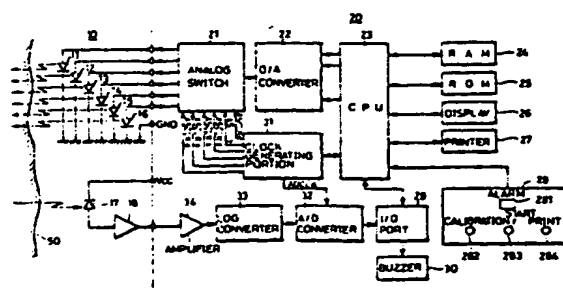 12
20
21
22
23
ANALOG SWITCH
D/A CONVERTER
CPU
RAM
24
ROM
25
DISPLAY
26
PRINTER
27
GND
31
CLOCK GENERATING PORTION
VCC
17
18
34
AMPLIFIER
33
LOG CONVERTER
32
A/D CONVERTER
29
I/O PORT
BUZZER
30
28
ALARM
281
START
CALIBRATION
PRINT
282
283
284
50